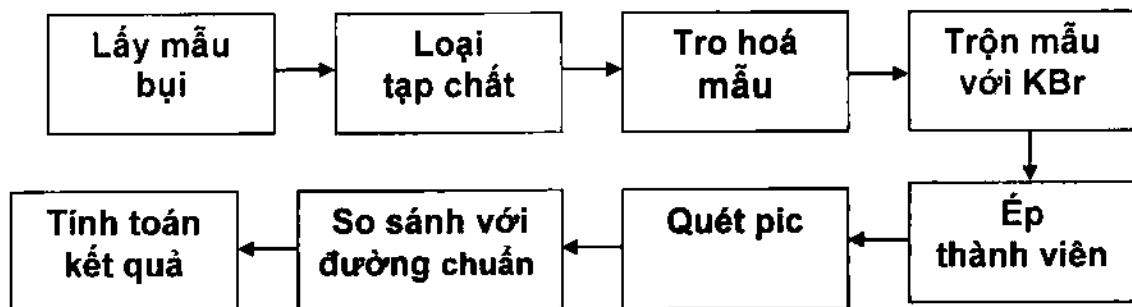 Lấy mẫu
bụi
Loại
tạp chất
Tro hoá
mẫu
Trộn mẫu
với KBr
Ép
thành viên
Quét pic
So sánh với
đường chuẩn
Tính toán
kết quả